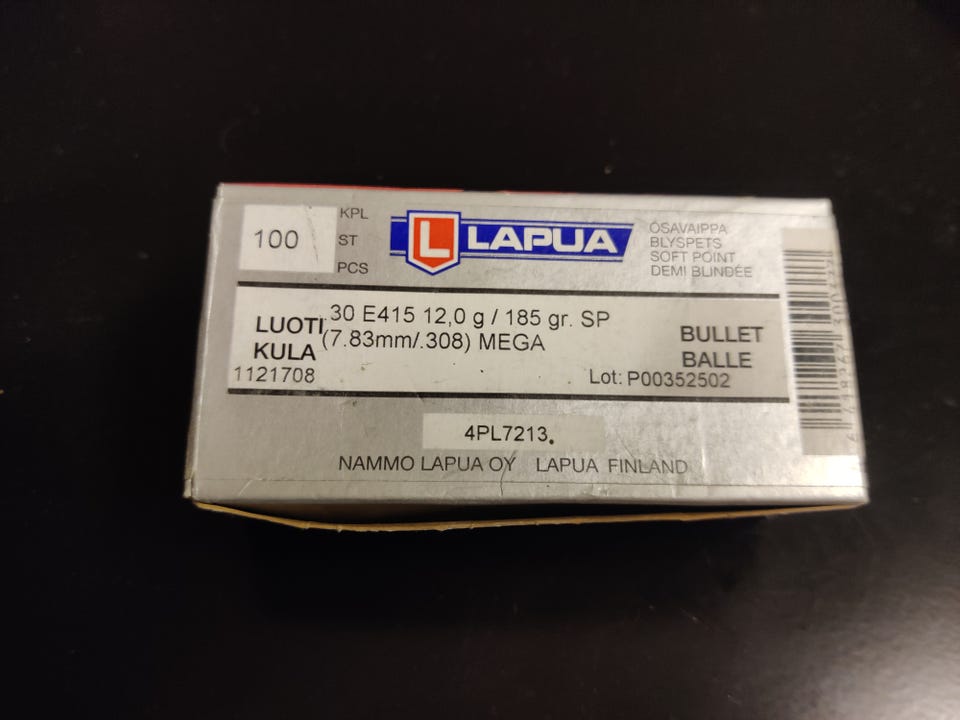 100
KPL
ST
PCS
L LAPUA
OSAVAIPPA
BLYSPETS
SOFT POINT
DEMI BLINDÉE
LUOTI
KULA
.30 E415 12,0 g / 185 gr. SP
(7.83mm/.308) MEGA
BULLET
BALLE
1121708
Lot: P00352502
4PL7213.
NAMMO LAPUA OY LAPUA FINLAND